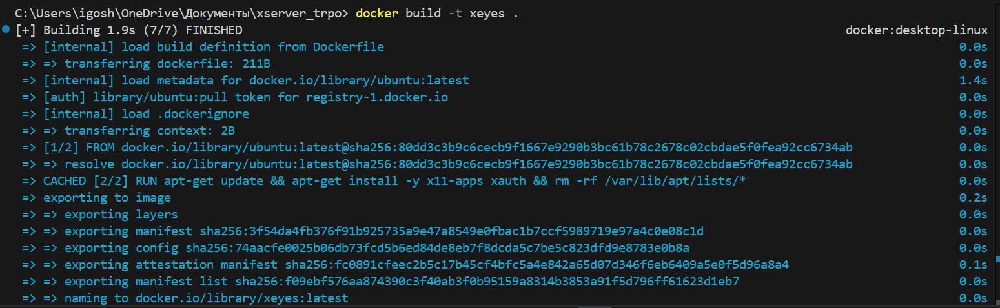 C:\Users\igosh\OneDrive\Документы\xserver_trpo> docker build -t xeyes .
[+] Building 1.9s (7/7) FINISHED docker:desktop-linux
=> [internal] load build definition from Dockerfile 0.0s
=> => transferring dockerfile: 211B 0.0s
=> [internal] load metadata for docker.io/library/ubuntu:latest 1.4s
=> [auth] library/ubuntu:pull token for registry-1.docker.io 0.0s
=> [internal] load .dockerignore 0.0s
=> => transferring context: 2B 0.0s
=> [1/2] FROM docker.io/library/ubuntu:latest@sha256:80dd3c3b9c6cecb9f1667e9290b3bc61b78c2678c02cbdae5f0fea92cc6734ab 0.0s
=> => resolve docker.io/library/ubuntu:latest@sha256:80dd3c3b9c6cecb9f1667e9290b3bc61b78c2678c02cbdae5f0fea92cc6734ab 0.0s
=> CACHED [2/2] RUN apt-get update && apt-get install -y x11-apps xauth && rm -rf /var/lib/apt/lists/* 0.0s
=> exporting to image 0.2s
=> => exporting layers 0.0s
=> => exporting manifest sha256:3f54da4fb376f91b925735a9e47a8549e0fbac1b7ccf5989719e97a4c0e08c1d 0.0s
=> => exporting config sha256:74aacfe0025b06db73fcd5b6ed84de8eb7f8dcda5c7be5c823dfd9e8783e0b8a 0.0s
=> => exporting attestation manifest sha256:fc0891cfeec2b5c17b45cf4bfc5a4e842a65d07d346f6eb6409a5e0f5d96a8a4 0.1s
=> => exporting manifest list sha256:f09ebf576aa874390c3f40ab3f0b95159a8314b3853a91f5d796ff61623d1eb7 0.0s
=> => naming to docker.io/library/xeyes:latest 0.0s